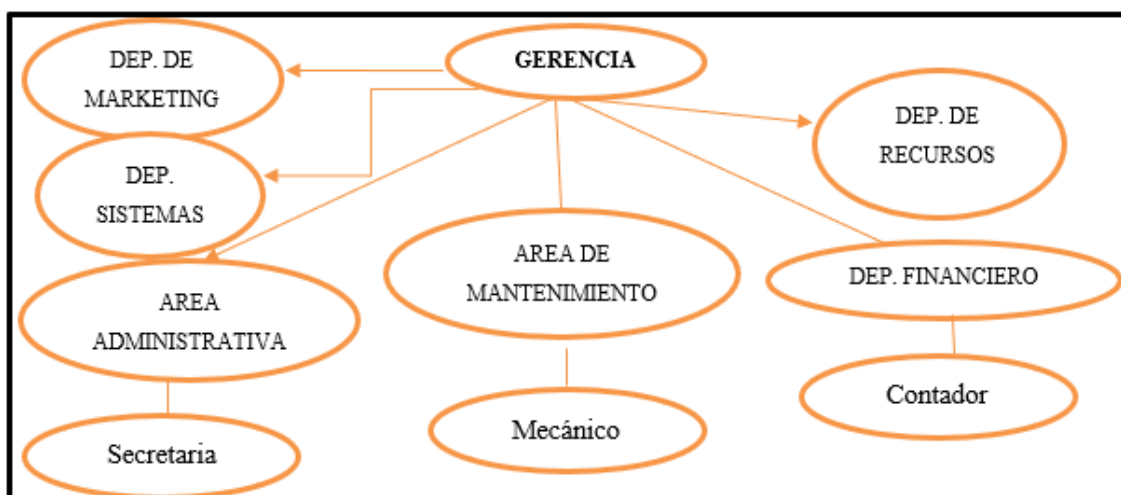 GERENCIA
DEP. DE
MARKETING
DEP. DE
RECURSOS
DEP.
SISTEMAS
AREA DE
MANTENIMIENTO
DEP. FINANCIERO
AREA
ADMINISTRATIVA
Contador
Mecánico
Secretaria